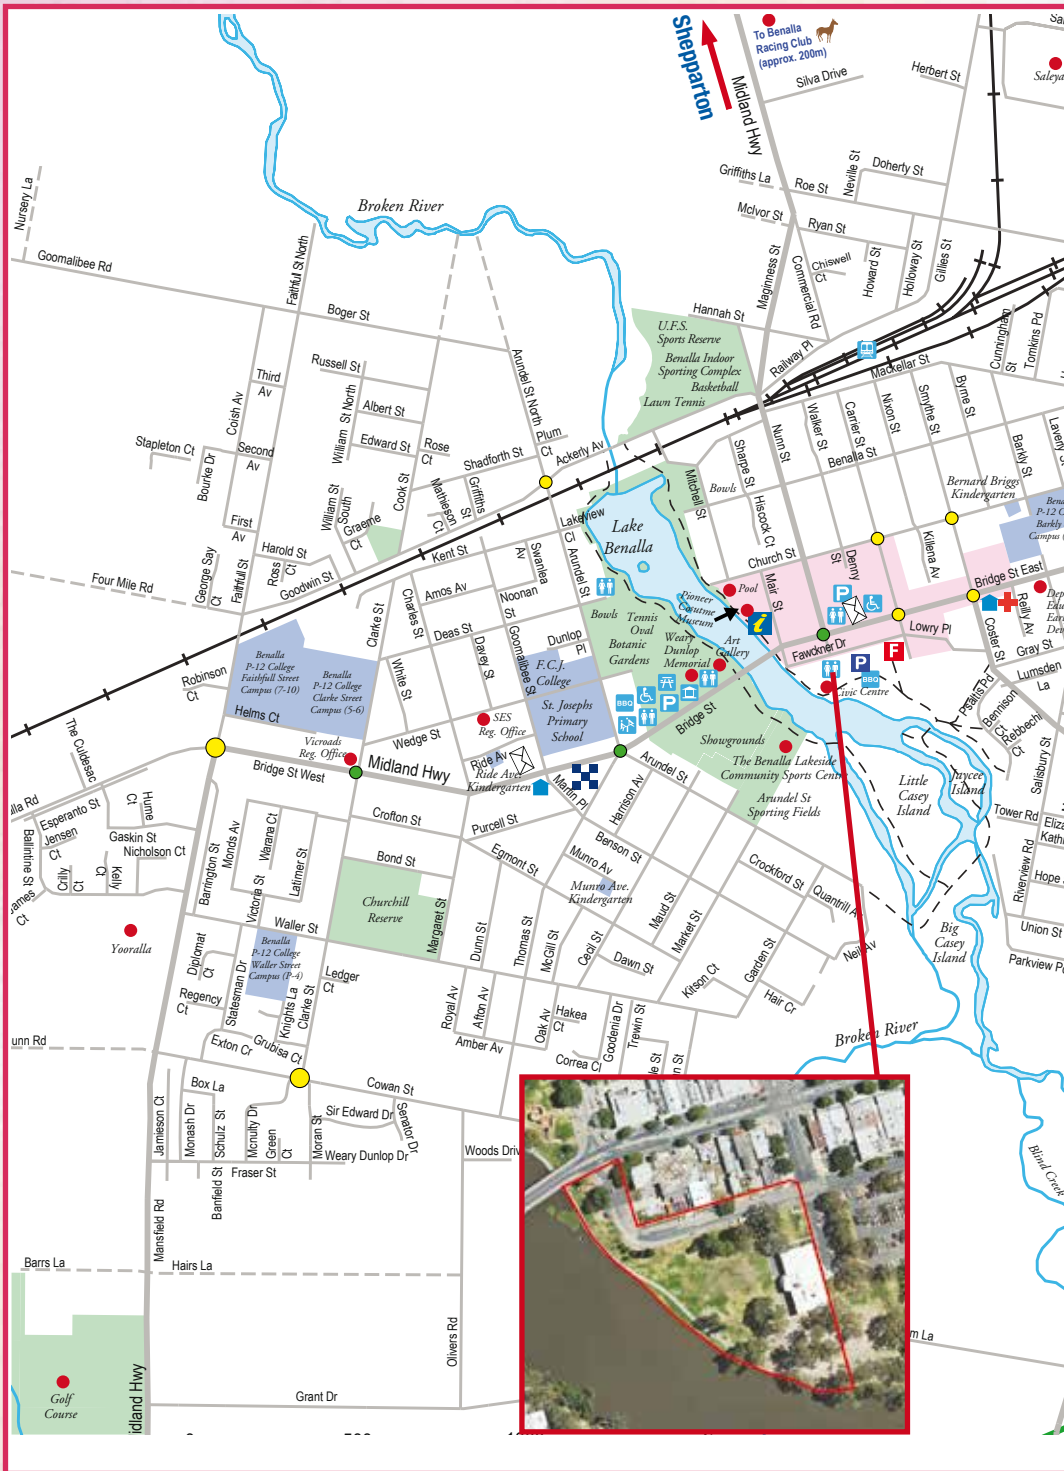 Shepparton
To Benalla
Racing Club
(approx. 200m)
Silva Drive
Herbert St
Midland Hwy
Nursery La
Broken River
Griffiths La
Roe St
Neville St
Doherty St
McIvor St
Ryan St
Goomalibee Rd
Faithfull St North
Maginness St
Commercial Rd
Chiswell
Ct
Howard St
Holloway St
Gillies St
Boger St
Hannah St
U.F.S.
Sports Reserve
Benalla Indoor
Sporting Complex
Basketball
Lawn Tennis
Railway Pl
Mackellar St
Cunningham
St
Tomkins Pd
Russell St
Third
Av
Coish Av
William St North
Albert St
Edward St
Rose
Ct
Arundel St North
Plum
Ct
Ackerly Av
Shadforth St
Stapleton Ct
Second
Av
Bourke Dr
Cook St
Mathieson
Ct
Griffiths
St
Nunn St
Walker St
Carrier St
Nixon St
Smythe St
Byrne St
Barkly St
Benalla St
Sharpe St
Mitchell St
Bowls
Hiscock Ct
Bernard Briggs
Kindergarten
First
Av
William St
South
Graeme
Ct
Harold St
Ross
Ct
Goodwin St
George Say
Ct
Faithfull St
Four Mile Rd
Kent St
Lakeview
Ct
Lake
Benalla
Swanlea
Av
Arundel St
Amos Av
Noonan
St
Charles St
Clarke St
Deas St
Davey St
Goomalibee St
Dunlop
Pl
Church St
Mair St
Denny
St
Killena Av
Bridge St East
Pool
Pioneer
Costume
Museum
Art
Gallery
Bowls
Tennis
Oval
Botanic
Gardens
Weary
Dunlop
Memorial
Fawckner Dr
Lowry Pl
Coster St
Reilly Av
Gray St
Lumsden
La
Psaltis Pd
Bennison
Ct
Rebbechi
Ct
Salisbury St
P
i
F
BBQ
Civic Centre
Benalla
P-12 College
Faithfull Street
Campus (7-10)
Benalla
P-12 College
Clarke Street
Campus (5-6)
Robinson
Ct
Helms Ct
White St
F.C.J.
College
St. Josephs
Primary
School
SES
Reg. Office
Wedge St
Vicroads
Reg. Office
Bridge St West
Midland Hwy
Ride Av
Ride Ave.
Kindergarten
Martin Pl
BBQ
P
Bridge St
Showgrounds
The Benalla Lakeside
Community Sports Centre
Arundel St
Sporting Fields
Arundel St
Harrison Av
Little
Casey
Island
Jaycee
Island
Tower Rd
Riverview Rd
Union St
Parkview
Big
Casey
Island
The Culdesac
Esperanto St
Jensen
Ct
Hume
Ct
Gaskin St
Nicholson Ct
Ballintine St
Crilly
Ct
Kelly
Ct
Barrington St
Monds Av
Warana Ct
Victoria St
Latimer St
Crofton St
Bond St
Purcell St
Egmont St
Benson St
Munro Av
Munro Ave.
Kindergarten
Crockford St
Quantrill Av
Neil Av
Yooralla
Churchill
Reserve
Margaret St
Dunn St
Thomas St
McGill St
Cecil St
Dawn St
Maud St
Market St
Garden St
Kitson Ct
Hair Cr
Waller St
Benalla
P-12 College
Waller Street
Campus (P-4)
Diplomat
Ct
Regency
Ct
Statesman Dr
Knights La
Clarke St
Ledger
Ct
Royal Av
Afton Av
Oak Av
Hakea
Ct
Goodenia Dr
Trewin St
Amber Av
Correa Cl
Broken River
Exton Cr
Grubisa Ct
Box La
Cowan St
Jamieson Ct
Monash Dr
Schulz St
Mcnulty Dr
Green
Ct
Moran St
Sir Edward Dr
Senator Dr
Weary Dunlop Dr
Fraser St
Banfield St
Woods
Blind Creek
Mansfield Rd
Barrs La
Hairs La
Olivers Rd
Grant Dr
Golf
Course